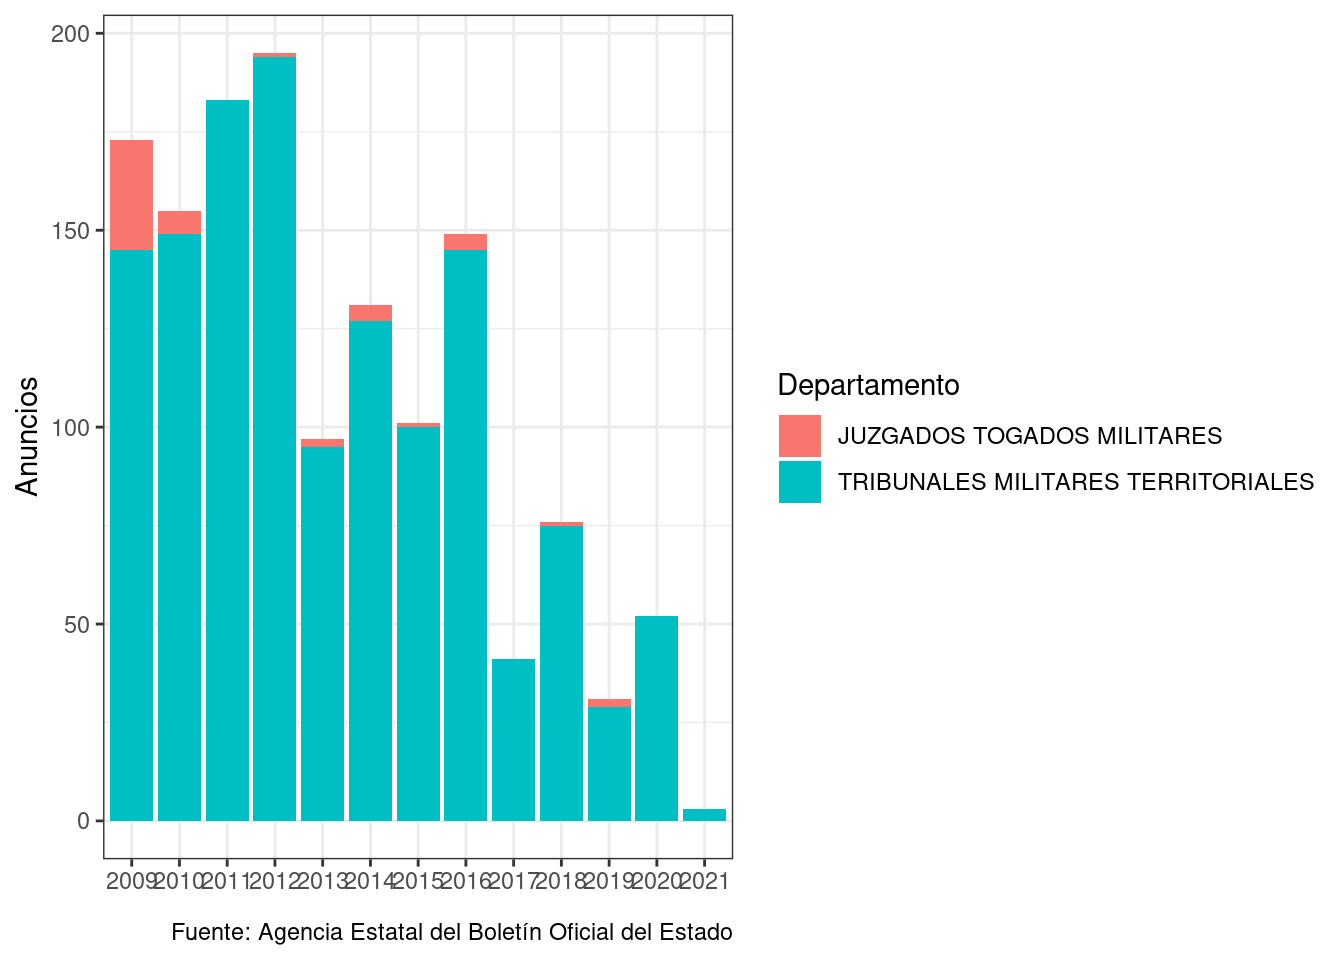 Anuncios
200
150
100
50
0
2009 2010 2011 2012 2013 2014 2015 2016 2017 2018 2019 2020 2021
Departamento
JUZGADOS TOGADOS MILITARES
TRIBUNALES MILITARES TERRITORIALES
Fuente: Agencia Estatal del Boletín Oficial del Estado